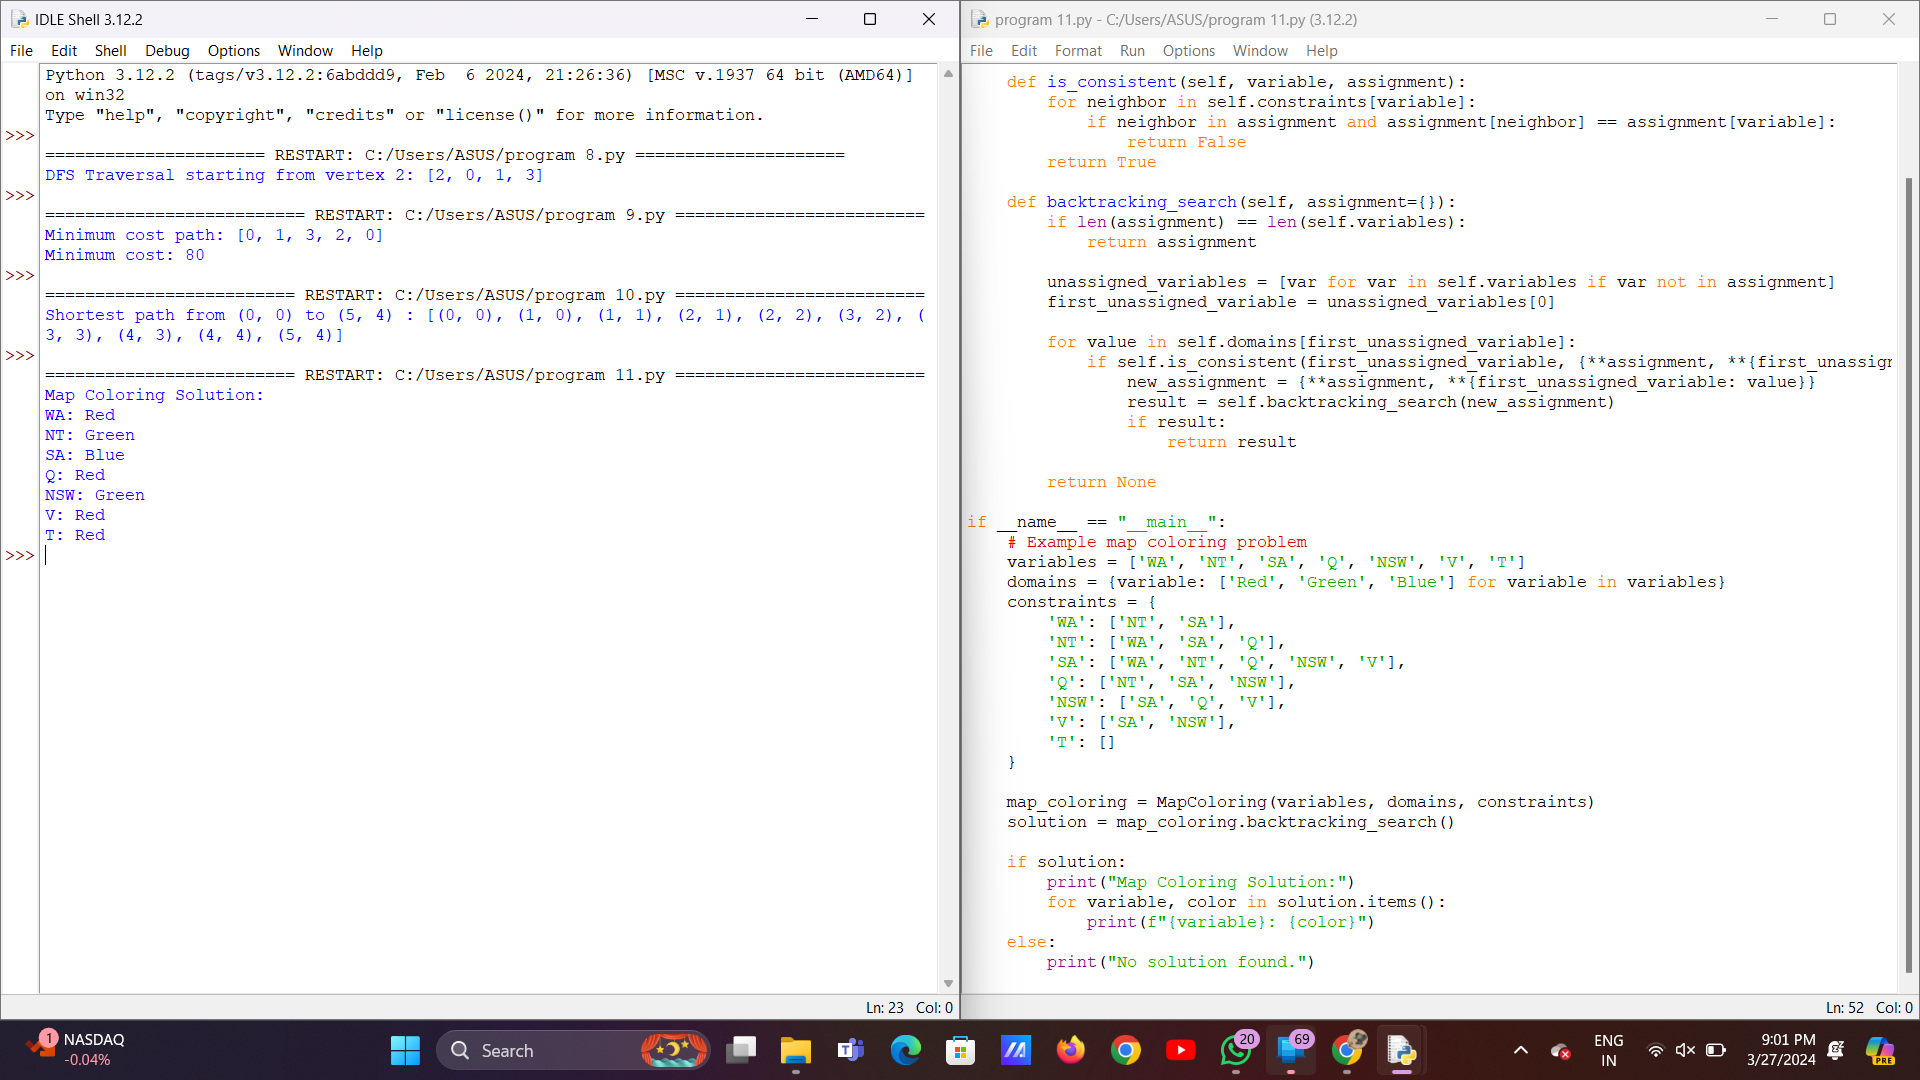 IDLE Shell 3.12.2
File Edit Shell Debug Options Window Help
Python 3.12.2 (tags/v3.12.2:6abddd9, Feb  6 2024, 21:26:36) [MSC v.1937 64 bit (AMD64)]
on win32
Type "help", "copyright", "credits" or "license()" for more information.
>>>
====================== RESTART: C:/Users/ASUS/program 8.py =====================
DFS Traversal starting from vertex 2: [2, 0, 1, 3]
>>>
========================== RESTART: C:/Users/ASUS/program 9.py =========================
Minimum cost path: [0, 1, 3, 2, 0]
Minimum cost: 80
>>>
========================= RESTART: C:/Users/ASUS/program 10.py =========================
Shortest path from (0, 0) to (5, 4) : [(0, 0), (1, 0), (1, 1), (2, 1), (2, 2), (3, 2), (
3, 3), (4, 3), (4, 4), (5, 4)]
>>>
========================= RESTART: C:/Users/ASUS/program 11.py =========================
Map Coloring Solution:
WA: Red
NT: Green
SA: Blue
Q: Red
NSW: Green
V: Red
T: Red
>>>
Ln: 23 Col: 0
program 11.py - C:/Users/ASUS/program 11.py (3.12.2)
File Edit Format Run Options Window Help
    def is_consistent(self, variable, assignment):
        for neighbor in self.constraints[variable]:
            if neighbor in assignment and assignment[neighbor] == assignment[variable]:
                return False
        return True
    def backtracking_search(self, assignment={}):
        if len(assignment) == len(self.variables):
            return assignment
        unassigned_variables = [var for var in self.variables if var not in assignment]
        first_unassigned_variable = unassigned_variables[0]
        for value in self.domains[first_unassigned_variable]:
            if self.is_consistent(first_unassigned_variable, {**assignment, **{first_unassign
                new_assignment = {**assignment, **{first_unassigned_variable: value}}
                result = self.backtracking_search(new_assignment)
                if result:
                    return result
        return None
if __name__ == "__main__":
    # Example map coloring problem
    variables = ['WA', 'NT', 'SA', 'Q', 'NSW', 'V', 'T']
    domains = {variable: ['Red', 'Green', 'Blue'] for variable in variables}
    constraints = {
        'WA': ['NT', 'SA'],
        'NT': ['WA', 'SA', 'Q'],
        'SA': ['WA', 'NT', 'Q', 'NSW', 'V'],
        'Q': ['NT', 'SA', 'NSW'],
        'NSW': ['SA', 'Q', 'V'],
        'V': ['SA', 'NSW'],
        'T': []
    }
    map_coloring = MapColoring(variables, domains, constraints)
    solution = map_coloring.backtracking_search()
    if solution:
        print("Map Coloring Solution:")
        for variable, color in solution.items():
            print(f"{variable}: {color}")
    else:
        print("No solution found.")
Ln: 52 Col: 0
1 NASDAQ
-0.04%
Search
20
69
ENG
IN
9:01 PM
3/27/2024
PRE